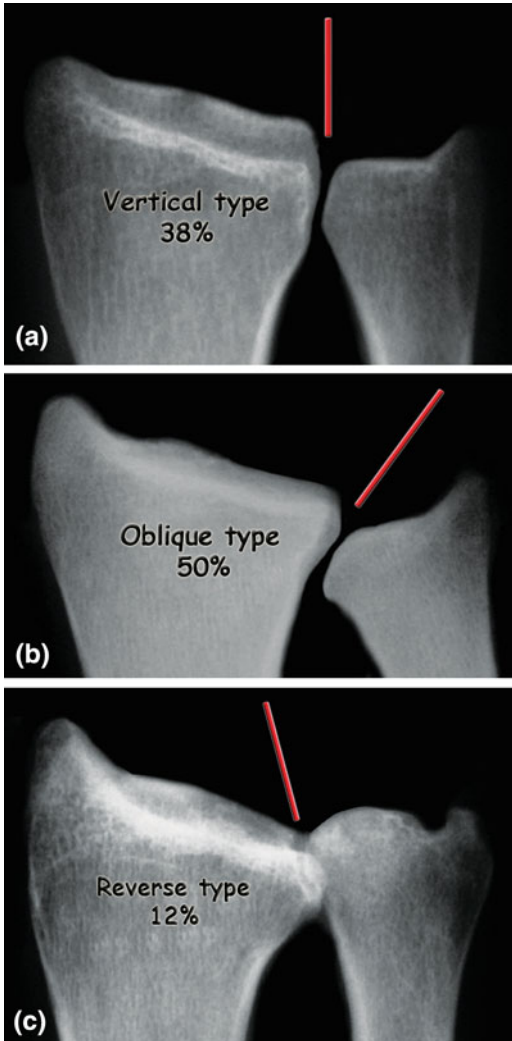 Vertical type
38%
(a)
Oblique type
50%
(b)
Reverse type
12%
(c)